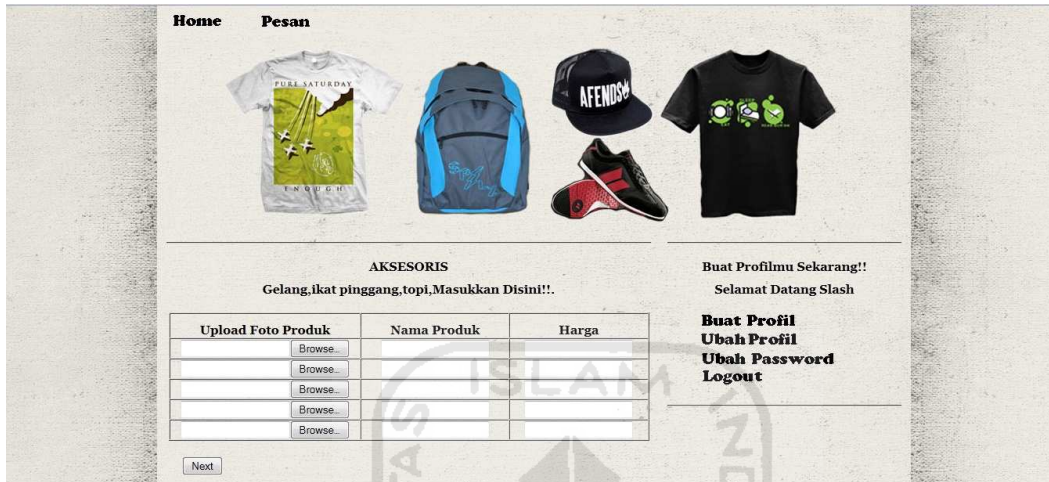 Home Pesan
PURE SATURDAY
ENOUGH
AFENDS
AKSESORIS
Gelang,ikat pinggang,topi,Masukkan Disini!!.
Buat Profilmu Sekarang!!
Selamat Datang Slash
Upload Foto Produk Nama Produk Harga
Browse...
Browse...
Browse...
Browse...
Browse...
Next
Buat Profil
Ubah Profil
Ubah Password
Logout
ISLAM